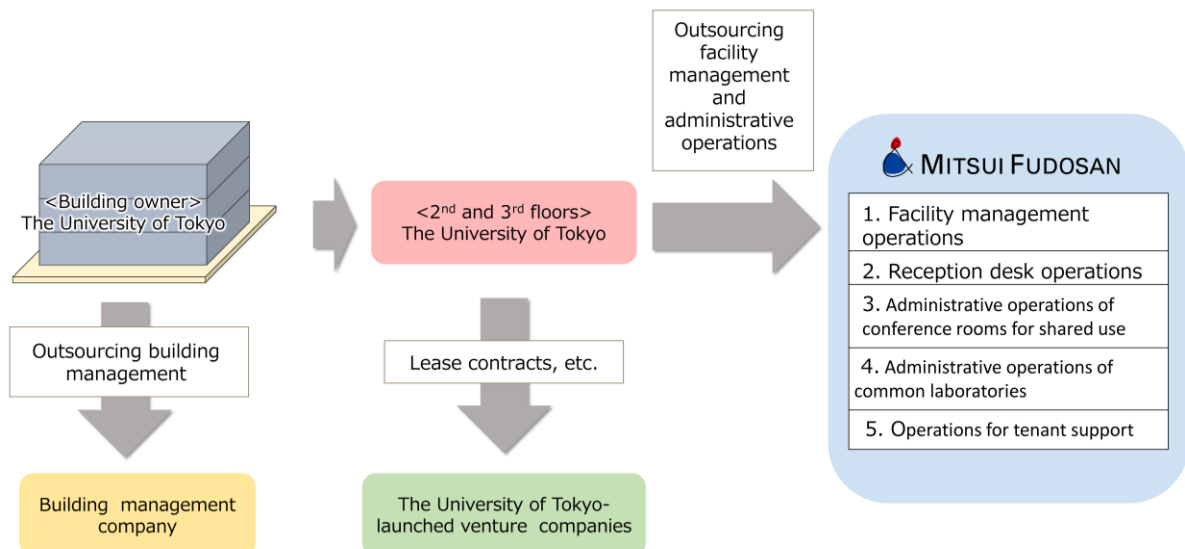 <Building owner>
The University of Tokyo
Outsourcing building
management
Building management
company
<2nd and 3rd floors>
The University of Tokyo
Lease contracts, etc.
The University of Tokyo-
launched venture companies
Outsourcing
facility
management
and
administrative
operations
MITSUI FUDOSAN
1. Facility management
operations
2. Reception desk operations
3. Administrative operations of
conference rooms for shared use
4. Administrative operations of
common laboratories
5. Operations for tenant support